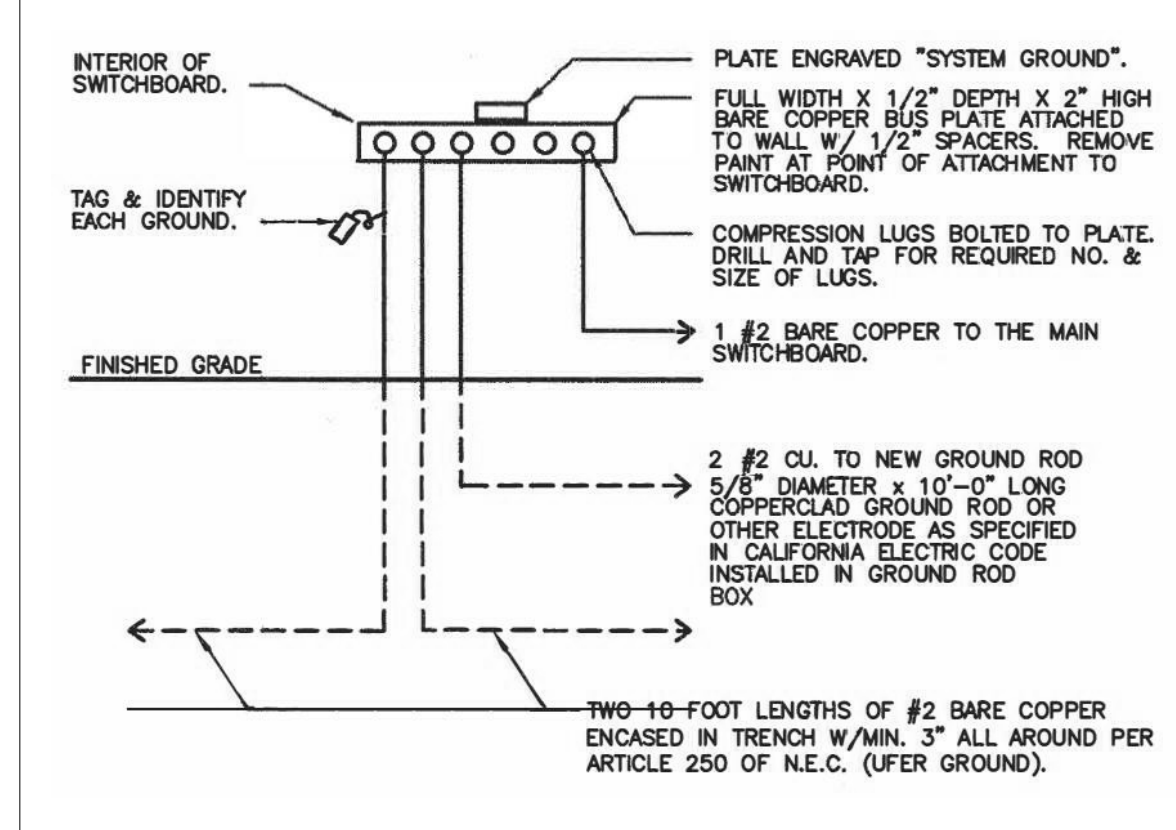 INTERIOR OF
SWITCHBOARD.
TAG & IDENTIFY
EACH GROUND.
FINISHED GRADE
PLATE ENGRAVED "SYSTEM GROUND".
FULL WIDTH X 1/2" DEPTH X 2" HIGH
BARE COPPER BUS PLATE ATTACHED
TO WALL W/ 1/2" SPACERS. REMOVE
PAINT AT POINT OF ATTACHMENT TO
SWITCHBOARD.
COMPRESSION LUGS BOLTED TO PLATE.
DRILL AND TAP FOR REQUIRED NO. &
SIZE OF LUGS.
1 #2 BARE COPPER TO THE MAIN
SWITCHBOARD.
2 #2 CU. TO NEW GROUND ROD
5/8" DIAMETER x 10'-0" LONG
COPPERCLAD GROUND ROD OR
OTHER ELECTRODE AS SPECIFIED
IN CALIFORNIA ELECTRIC CODE
INSTALLED IN GROUND ROD
BOX
TWO 10 FOOT LENGTHS OF #2 BARE COPPER
ENCASED IN TRENCH W/MIN. 3" ALL AROUND PER
ARTICLE 250 OF N.E.C. (UFER GROUND).